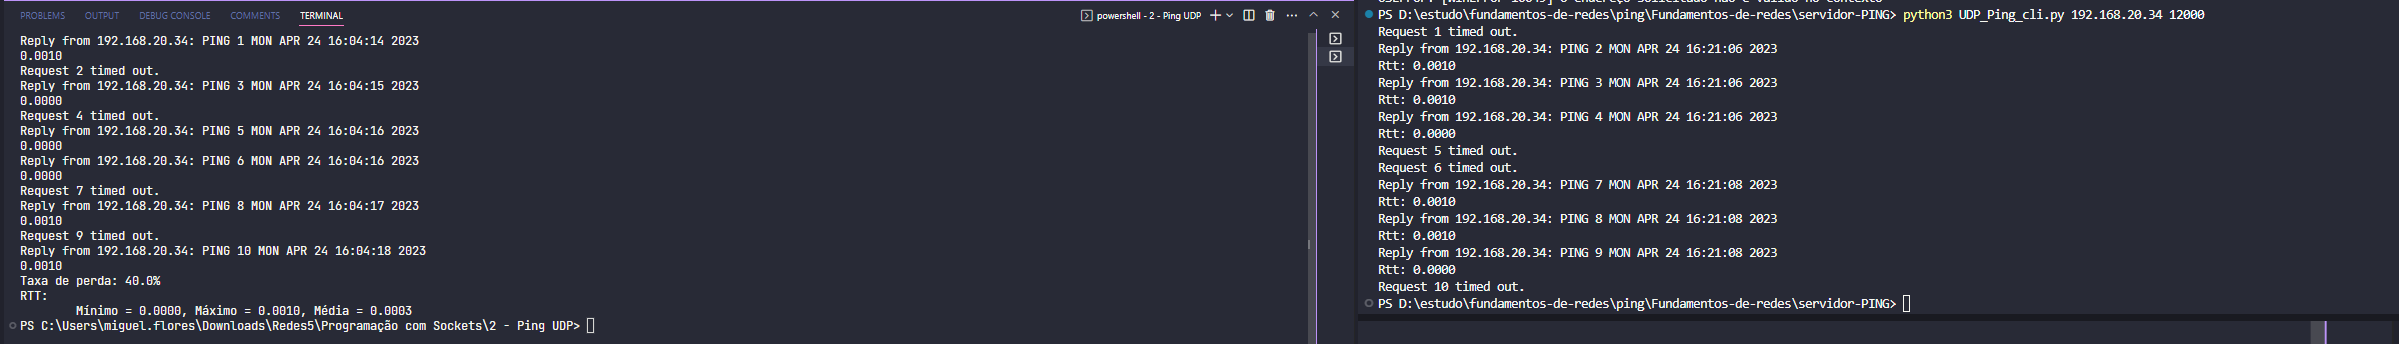 PROBLEMS OUTPUT DEBUG CONSOLE COMMENTS TERMINAL
powershell - 2 - Ping UDP
Reply from 192.168.20.34: PING 1 MON APR 24 16:04:14 2023
0.0010
Request 2 timed out.
Reply from 192.168.20.34: PING 3 MON APR 24 16:04:15 2023
0.0000
Request 4 timed out.
Reply from 192.168.20.34: PING 5 MON APR 24 16:04:16 2023
0.0000
Reply from 192.168.20.34: PING 6 MON APR 24 16:04:16 2023
0.0000
Request 7 timed out.
Reply from 192.168.20.34: PING 8 MON APR 24 16:04:17 2023
0.0010
Request 9 timed out.
Reply from 192.168.20.34: PING 10 MON APR 24 16:04:18 2023
0.0010
Taxa de perda: 40.0%
RTT:
Mínimo = 0.0000, Máximo = 0.0010, Média = 0.0003
PS C:\Users\miguel.flores\Downloads\Redes5\Programação com Sockets\2 - Ping UDP>
PS D:\estudo\fundamentos-de-redes\ping\Fundamentos-de-redes\servidor-PING> python3 UDP_Ping_cli.py 192.168.20.34 12000
Request 1 timed out.
Reply from 192.168.20.34: PING 2 MON APR 24 16:21:06 2023
Rtt: 0.0010
Reply from 192.168.20.34: PING 3 MON APR 24 16:21:06 2023
Rtt: 0.0010
Reply from 192.168.20.34: PING 4 MON APR 24 16:21:06 2023
Rtt: 0.0000
Request 5 timed out.
Request 6 timed out.
Reply from 192.168.20.34: PING 7 MON APR 24 16:21:08 2023
Rtt: 0.0010
Reply from 192.168.20.34: PING 8 MON APR 24 16:21:08 2023
Rtt: 0.0010
Reply from 192.168.20.34: PING 9 MON APR 24 16:21:08 2023
Rtt: 0.0000
Request 10 timed out.
PS D:\estudo\fundamentos-de-redes\ping\Fundamentos-de-redes\servidor-PING>